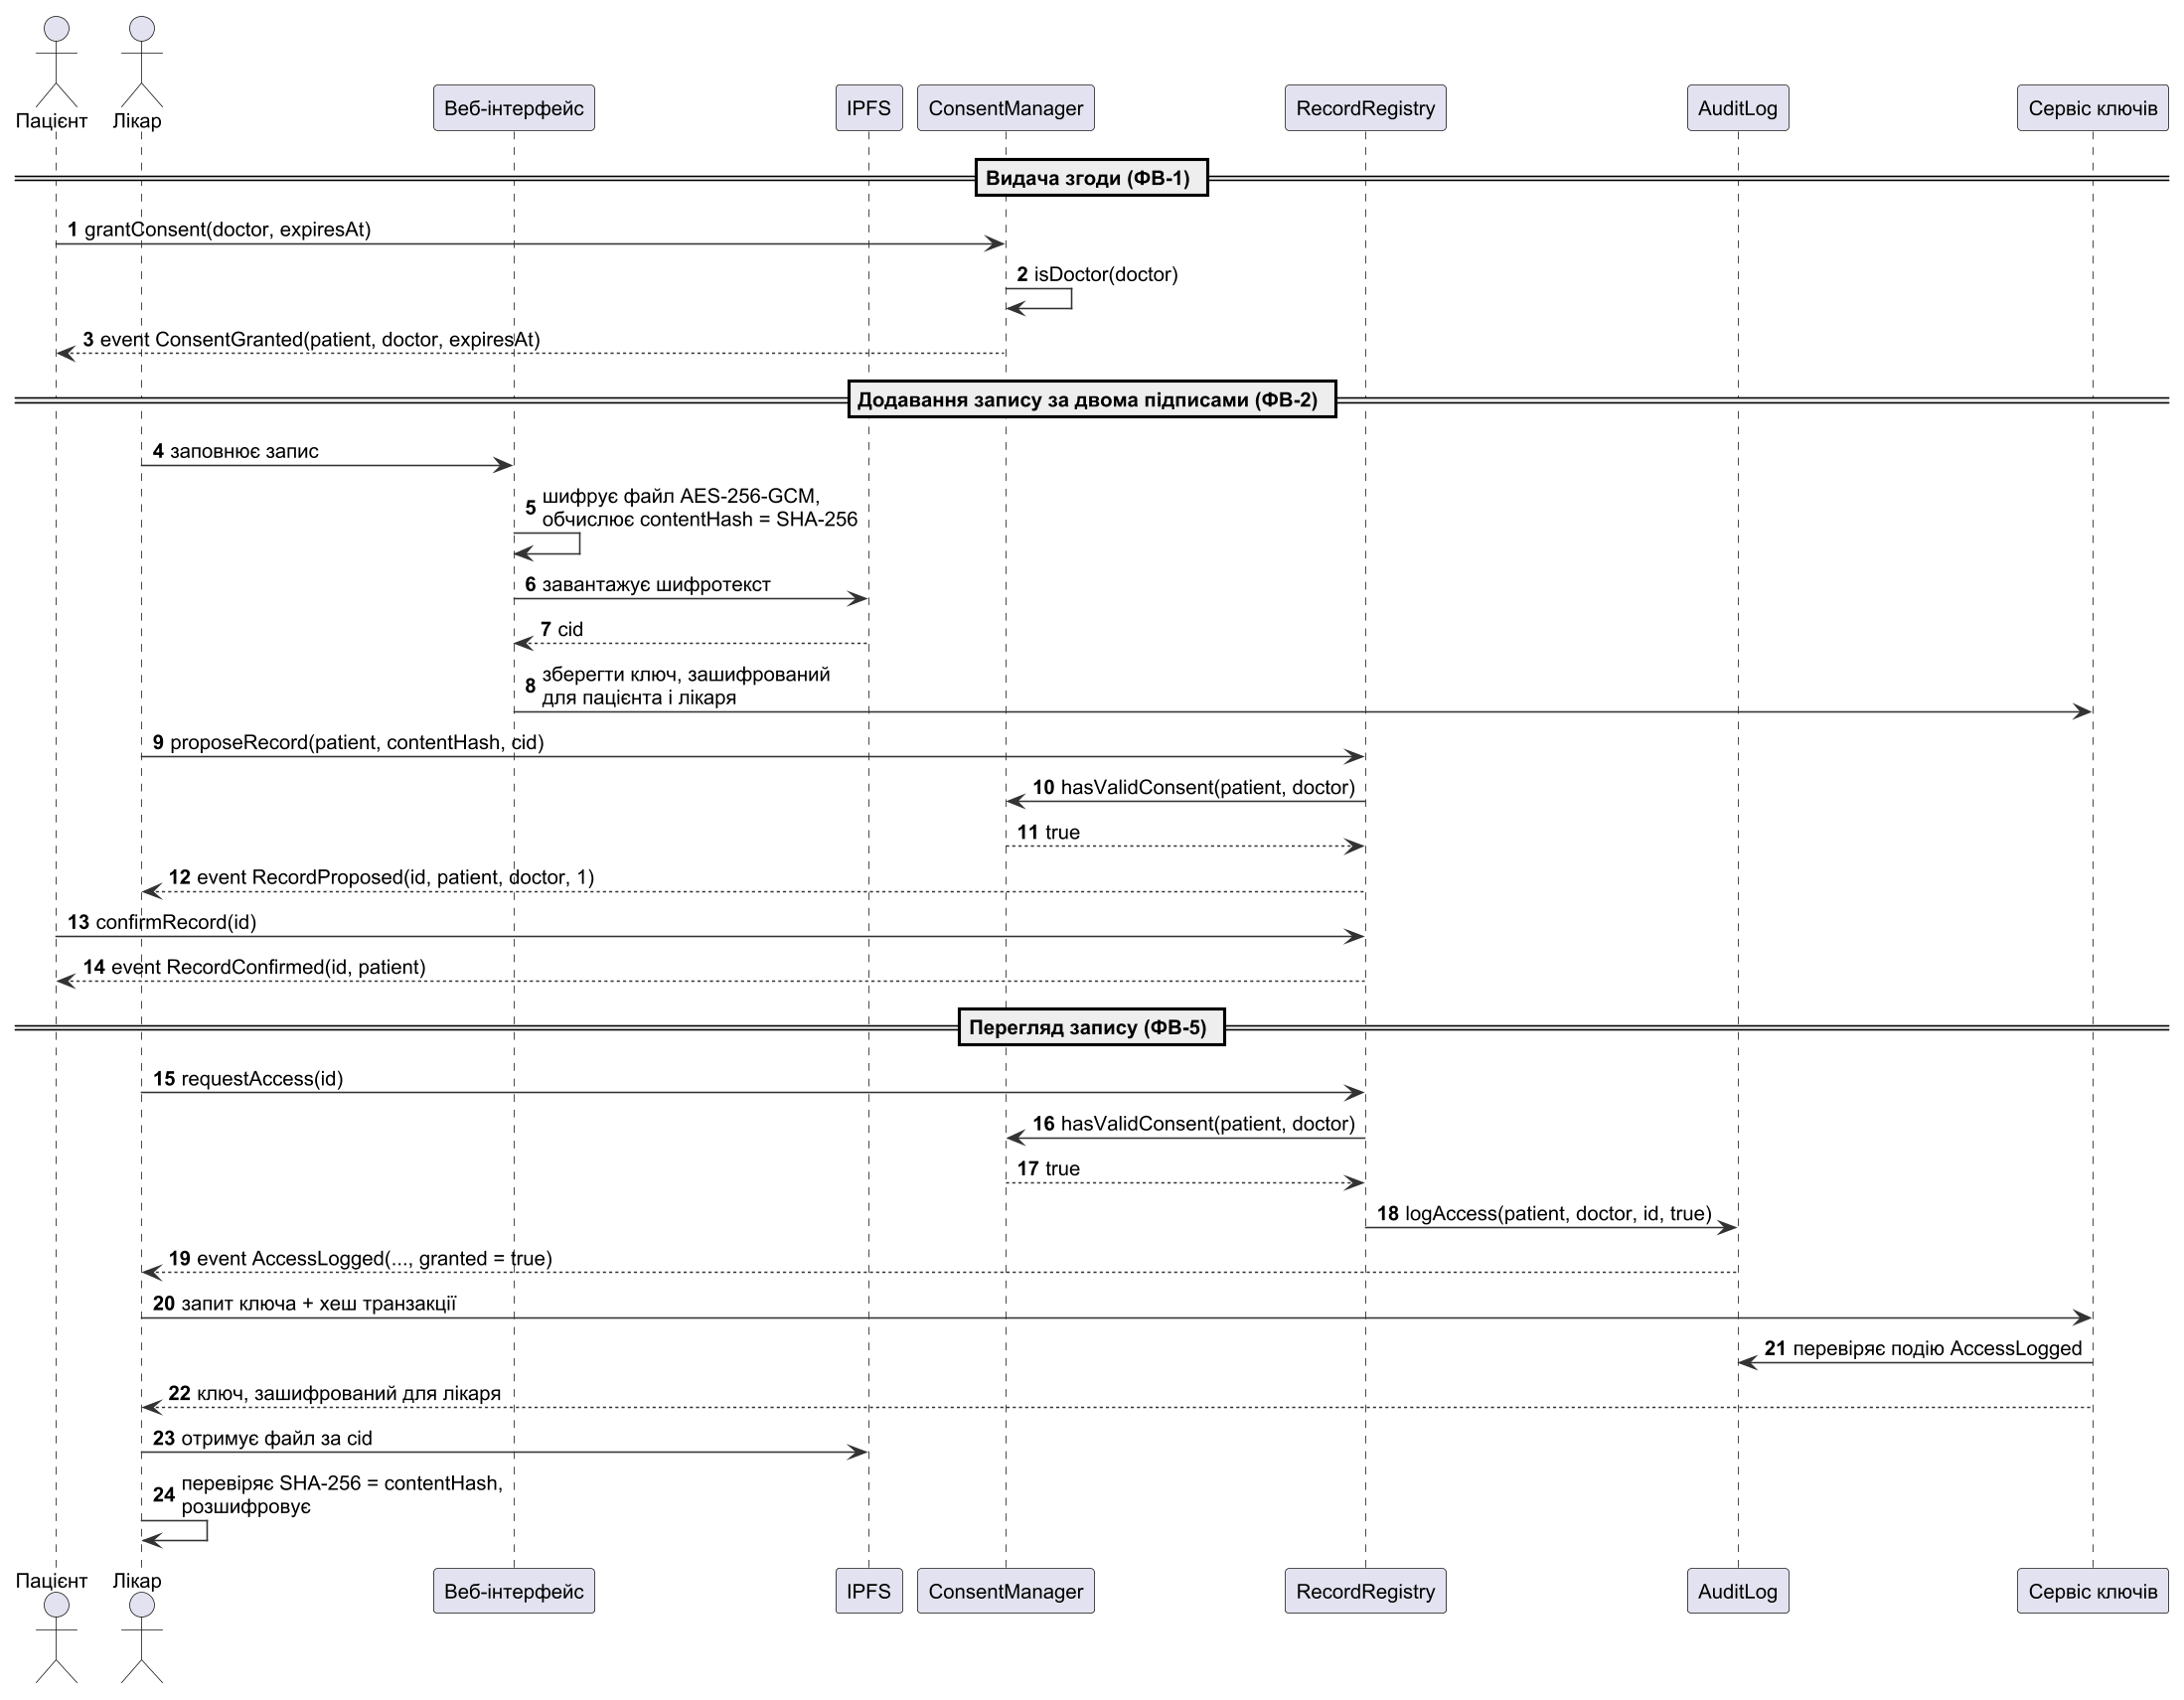 Пацієнт
Лікар
Веб-інтерфейс
IPFS
ConsentManager
RecordRegistry
AuditLog
Сервіс ключів
Видача згоди (ФВ-1)
1 grantConsent(doctor, expiresAt)
2 isDoctor(doctor)
3 event ConsentGranted(patient, doctor, expiresAt)
Додавання запису за двома підписами (ФВ-2)
4 заповнює запис
5 шифрує файл AES-256-GCM,
обчислює contentHash = SHA-256
6 завантажує шифротекст
7 cid
8 зберегти ключ, зашифрований
для пацієнта і лікаря
9 proposeRecord(patient, contentHash, cid)
10 hasValidConsent(patient, doctor)
11 true
12 event RecordProposed(id, patient, doctor, 1)
13 confirmRecord(id)
14 event RecordConfirmed(id, patient)
Перегляд запису (ФВ-5)
15 requestAccess(id)
16 hasValidConsent(patient, doctor)
17 true
18 logAccess(patient, doctor, id, true)
19 event AccessLogged(..., granted = true)
20 запит ключа + хеш транзакції
21 перевіряє подію AccessLogged
22 ключ, зашифрований для лікаря
23 отримує файл за cid
24 перевіряє SHA-256 = contentHash,
розшифровує
Пацієнт
Лікар
Веб-інтерфейс
IPFS
ConsentManager
RecordRegistry
AuditLog
Сервіс ключів